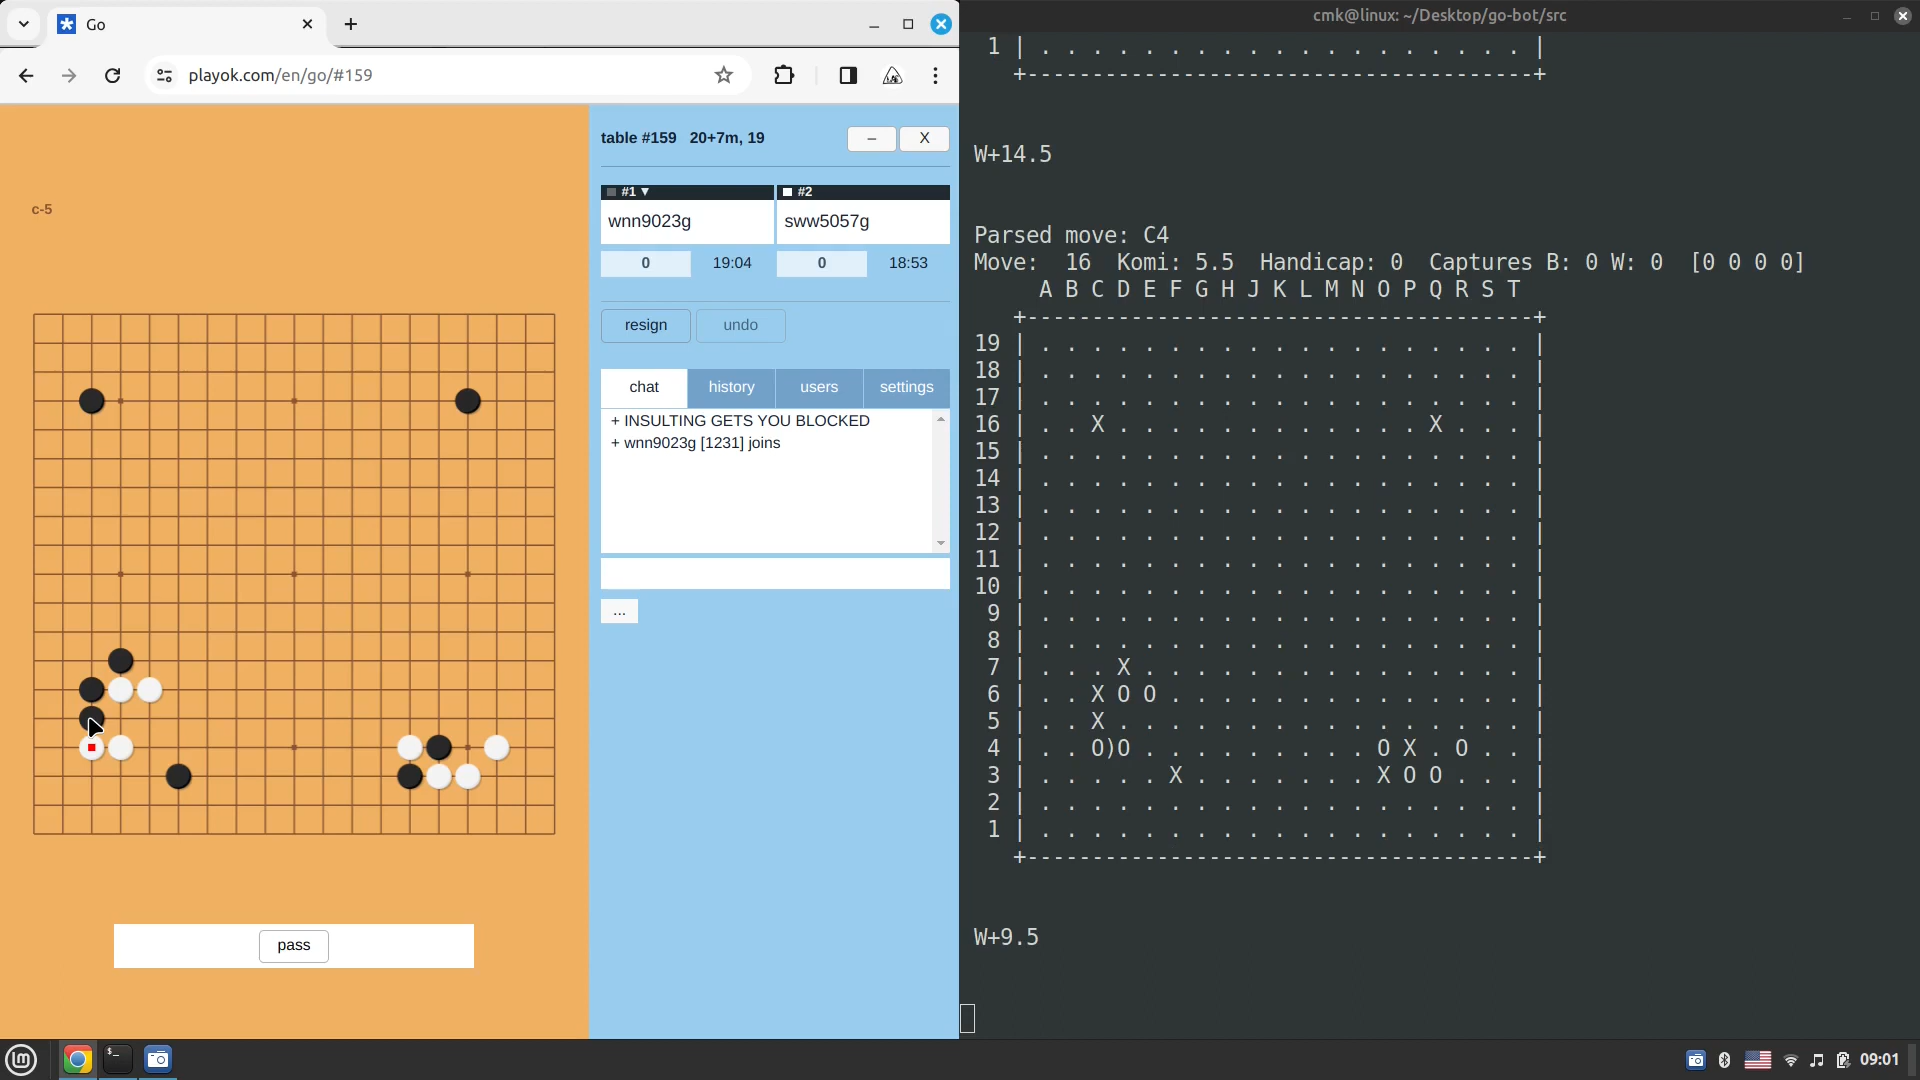 Go
playok.com/en/go/#159
c-5
table #159 20+7m, 19
–
X
#1 ▼
#2
wnn9023g
sww5057g
0
19:04
0
18:53
resign
undo
chat
history
users
settings
+ INSULTING GETS YOU BLOCKED
+ wnn9023g [1231] joins
...
pass
cmk@linux: ~/Desktop/go-bot/src
1 | . . . . . . . . . . . . . . . . . . . |
+-------------------------------------+
W+14.5
Parsed move: C4
Move: 16 Komi: 5.5 Handicap: 0 Captures B: 0 W: 0 [0 0 0 0]
A B C D E F G H J K L M N O P Q R S T
+---------------------------------------+
19 | . . . . . . . . . . . . . . . . . . . |
18 | . . . . . . . . . . . . . . . . . . . |
17 | . . . . . . . . . . . . . . . . . . . |
16 | . . X . . . . . . . . . . . . X . . . |
15 | . . . . . . . . . . . . . . . . . . . |
14 | . . . . . . . . . . . . . . . . . . . |
13 | . . . . . . . . . . . . . . . . . . . |
12 | . . . . . . . . . . . . . . . . . . . |
11 | . . . . . . . . . . . . . . . . . . . |
10 | . . . . . . . . . . . . . . . . . . . |
9 | . . . . . . . . . . . . . . . . . . . |
8 | . . . . . . . . . . . . . . . . . . . |
7 | . . . X . . . . . . . . . . . . . . . |
6 | . . X O O . . . . . . . . . . . . . . |
5 | . . X . . . . . . . . . . . . . . . . |
4 | . . O)O . . . . . . . . . O X . O . . |
3 | . . . . . X . . . . . . . X O O . . . |
2 | . . . . . . . . . . . . . . . . . . . |
1 | . . . . . . . . . . . . . . . . . . . |
+---------------------------------------+
W+9.5
09:01